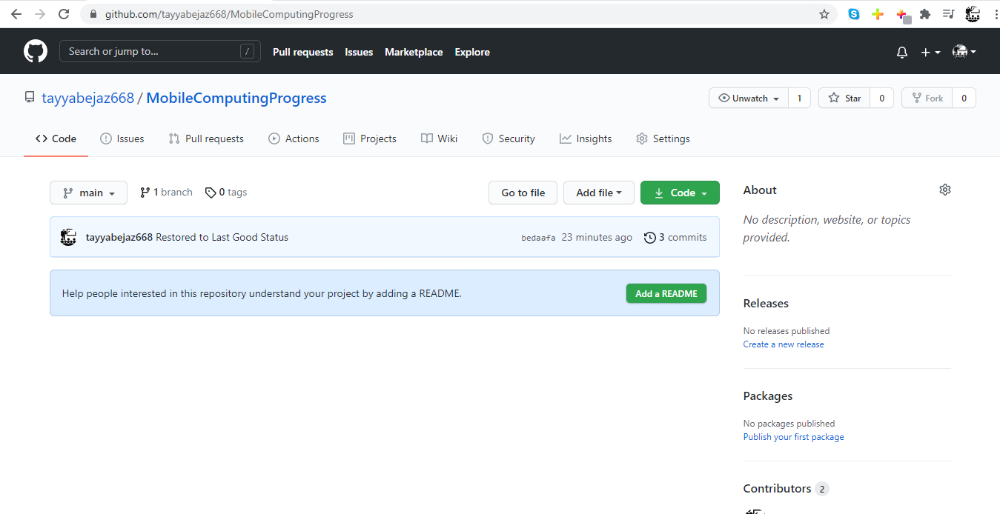 github.com/tayyabejaz668/MobileComputingProgress
Search or jump to... / Pull requests Issues Marketplace Explore
tayyabejaz668 / MobileComputingProgress Unwatch 1 Star 0 Fork 0
Code Issues Pull requests Actions Projects Wiki Security Insights Settings
main 1 branch 0 tags Go to file Add file Code
tayyabejaz668 Restored to Last Good Status bedaafa 23 minutes ago 3 commits
Help people interested in this repository understand your project by adding a README. Add a README
About
No description, website, or topics
provided.
Releases
No releases published
Create a new release
Packages
No packages published
Publish your first package
Contributors 2